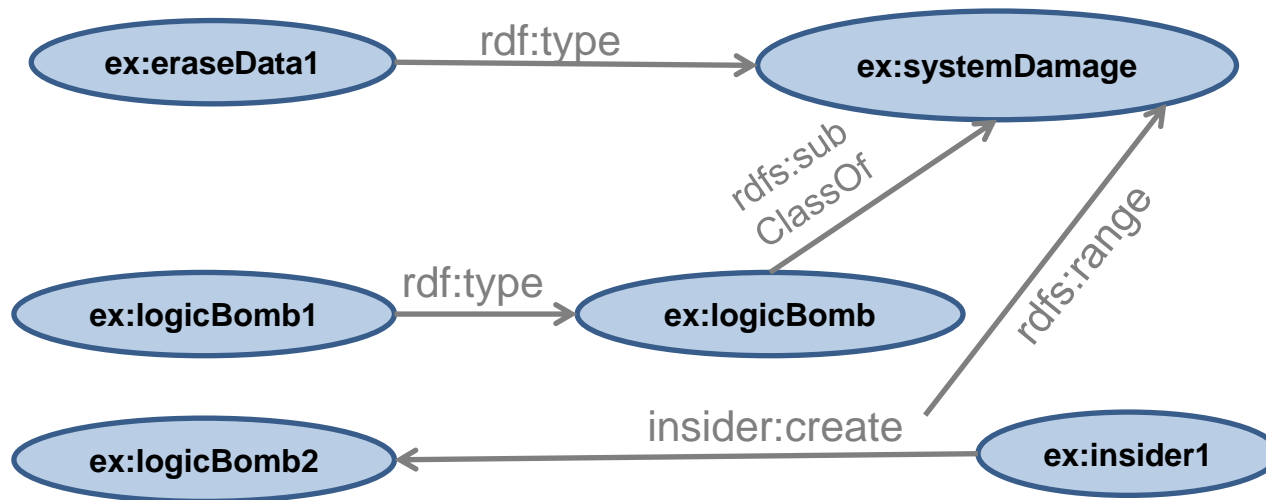 rdf:type
ex:eraseData1
ex:systemDamage
rdfs:sub
ClassOf
rdfs:range
rdf:type
ex:logicBomb1
ex:logicBomb
insider:create
ex:logicBomb2
ex:insider1